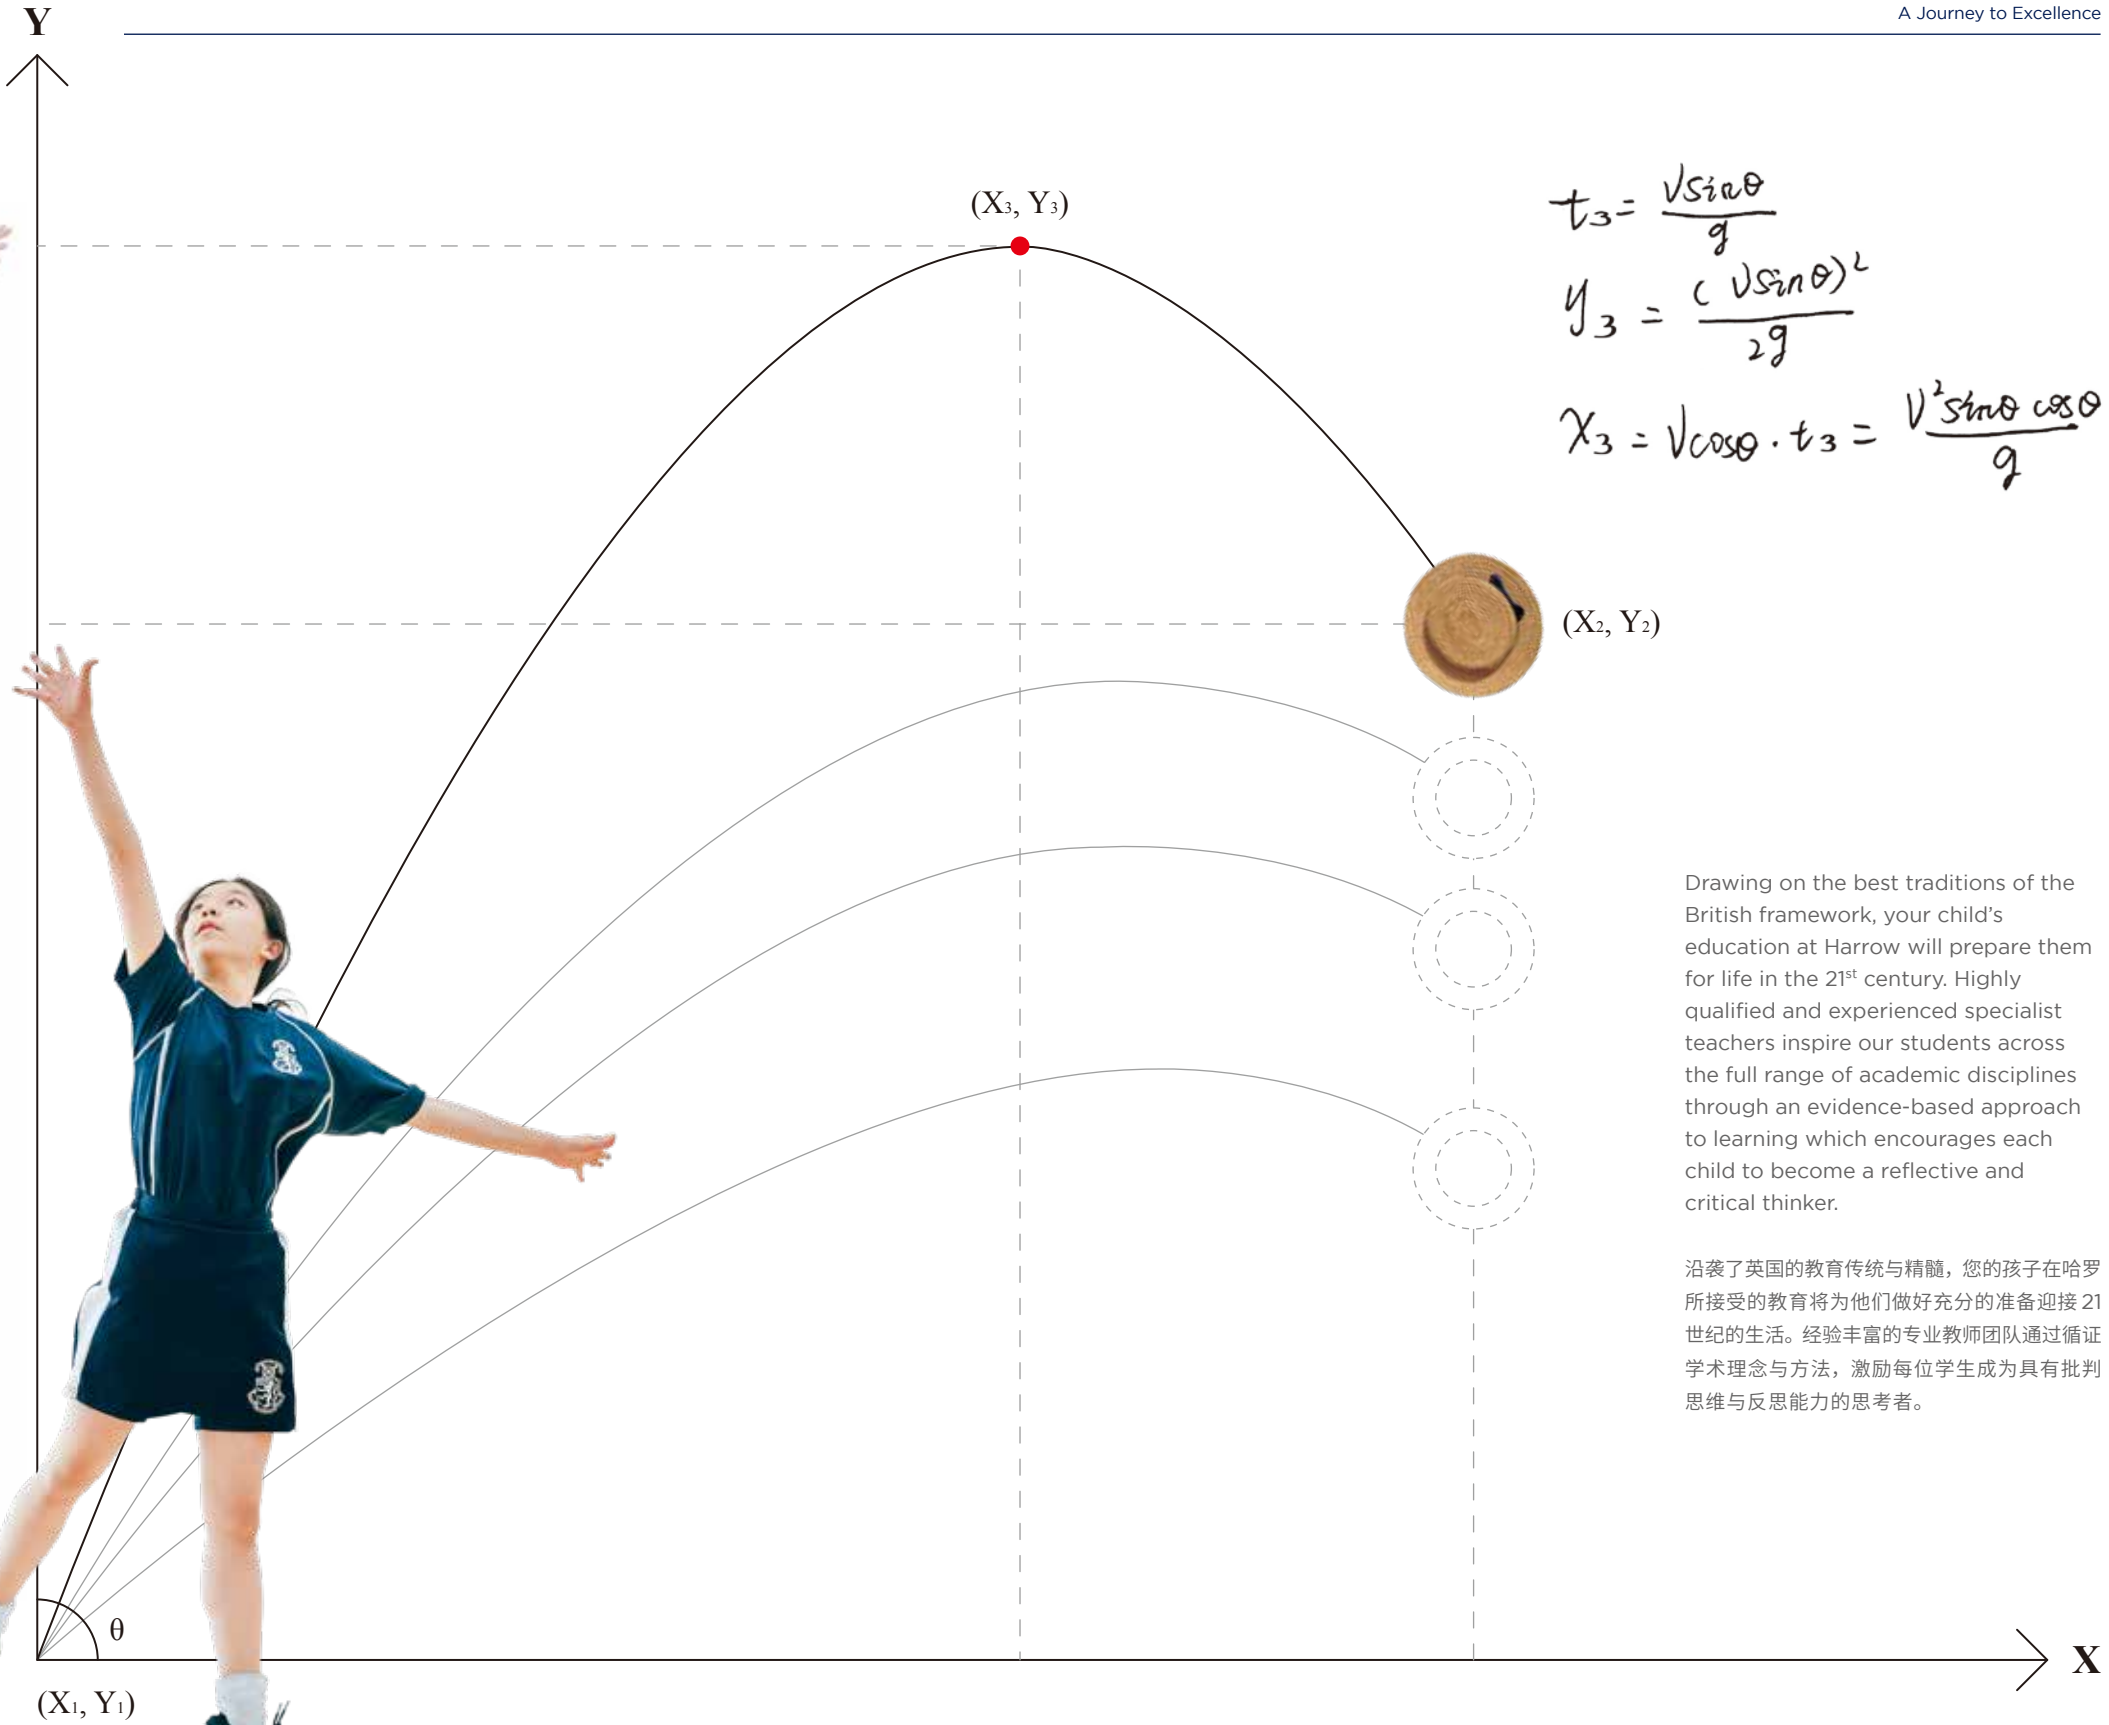 A Journey to Excellence
Y
(X₃, Y₃)
t₃ = Vsinθ / g
y₃ = (Vsinθ)² / 2g
x₃ = Vcosθ · t₃ = V²sinθ cosθ / g
(X₂, Y₂)
Drawing on the best traditions of the
British framework, your child’s
education at Harrow will prepare them
for life in the 21ˢᵗ century. Highly
qualified and experienced specialist
teachers inspire our students across
the full range of academic disciplines
through an evidence-based approach
to learning which encourages each
child to become a reflective and
critical thinker.
沿袭了英国的教育传统与精髓，您的孩子在哈罗
所接受的教育将为他们做好充分的准备迎接 21
世纪的生活。经验丰富的专业教师团队通过循证
学术理念与方法，激励每位学生成为具有批判
思维与反思能力的思考者。
θ
X
(X₁, Y₁)